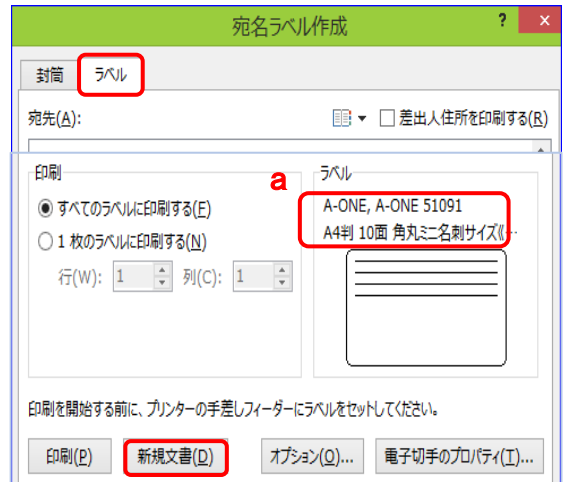 宛名ラベル作成 ? ×
封筒 ラベル
宛先(A): 差出人住所を印刷する(R)
印刷 a ラベル
すべてのラベルに印刷する(F) A-ONE, A-ONE 51091
1 枚のラベルに印刷する(N) A4判 10面 角丸ミニ名刺サイズ《…
行(W): 1 列(C): 1
印刷を開始する前に、プリンターの手差しフィーダーにラベルをセットしてください。
印刷(P) 新規文書(D) オプション(O)... 電子切手のプロパティ(T)...